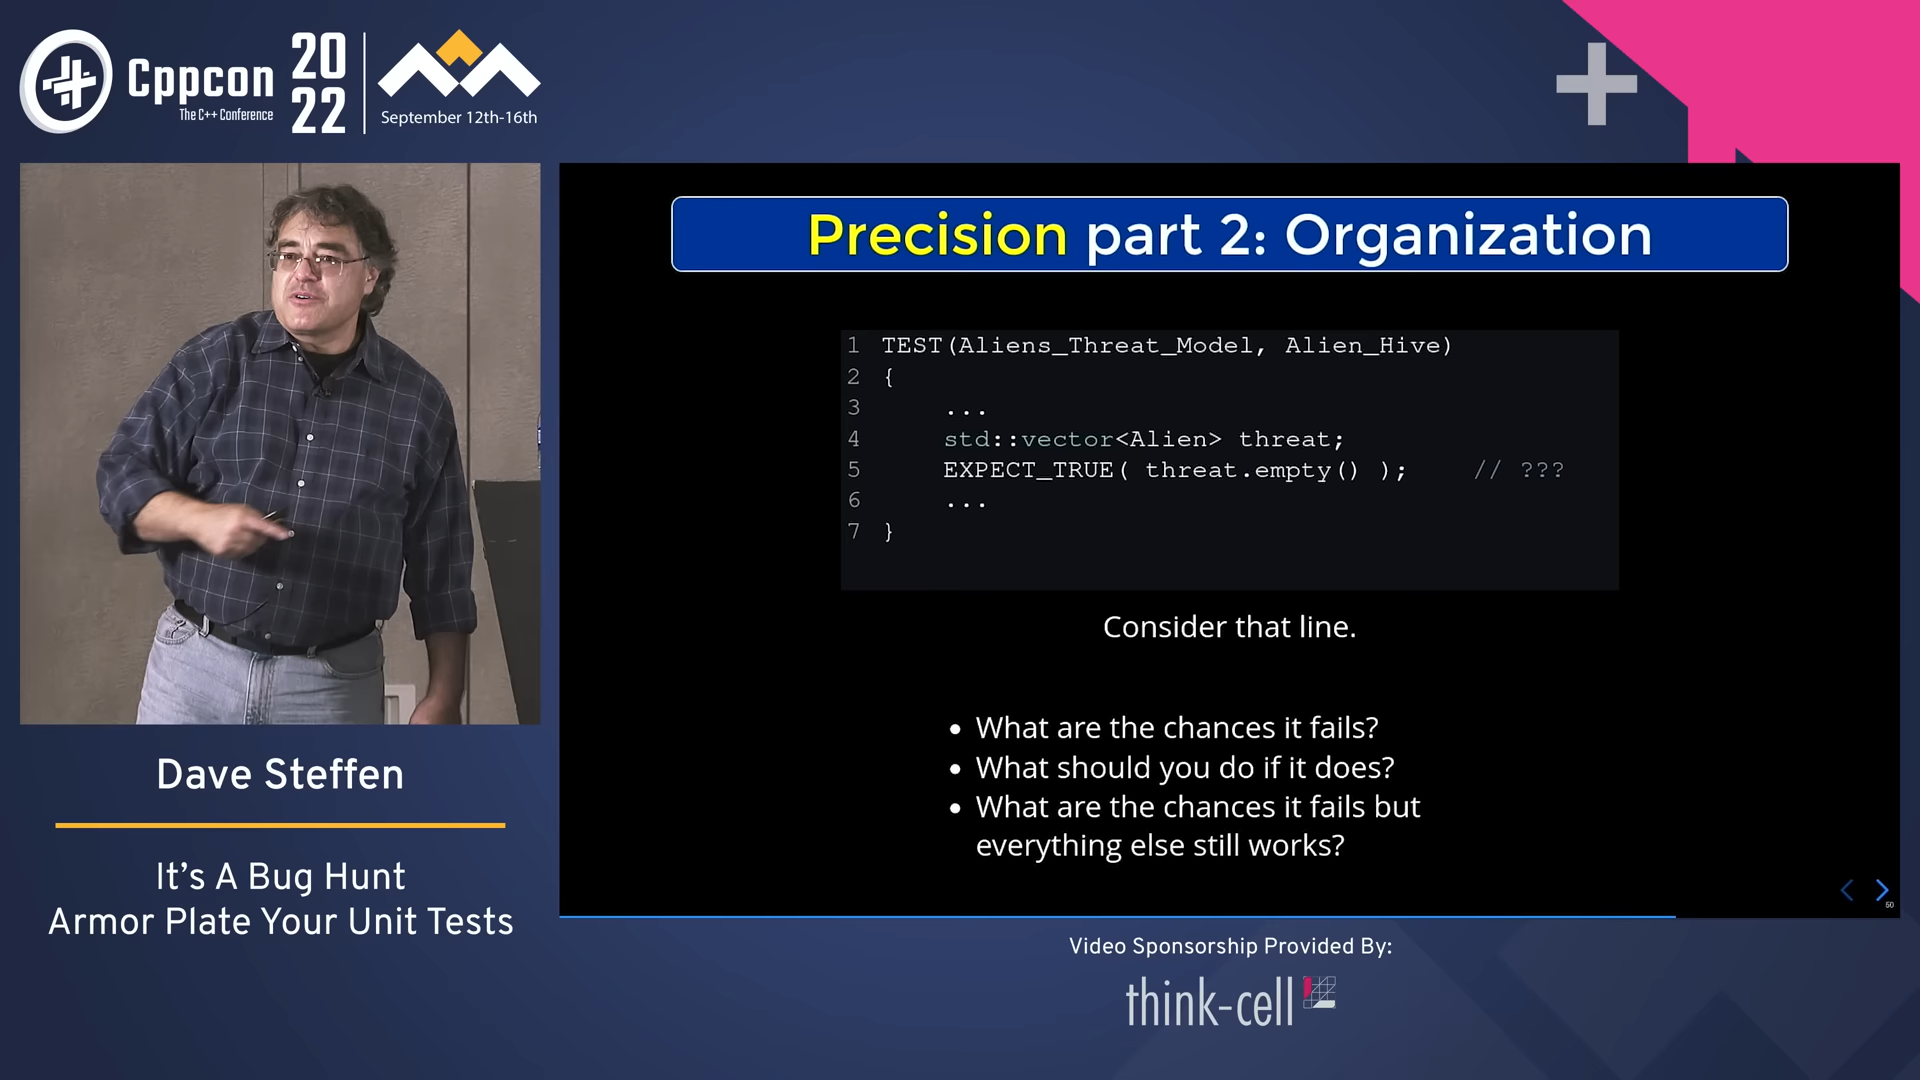 Cppcon
The C++ Conference
20
22
September 12th-16th
Precision part 2: Organization
1 TEST(Aliens_Threat_Model, Alien_Hive)
2 {
3 ...
4 std::vector<Alien> threat;
5 EXPECT_TRUE( threat.empty() ); // ???
6 ...
7 }
Consider that line.
• What are the chances it fails?
• What should you do if it does?
• What are the chances it fails but
everything else still works?
50
Dave Steffen
It's A Bug Hunt
Armor Plate Your Unit Tests
Video Sponsorship Provided By:
think-cell